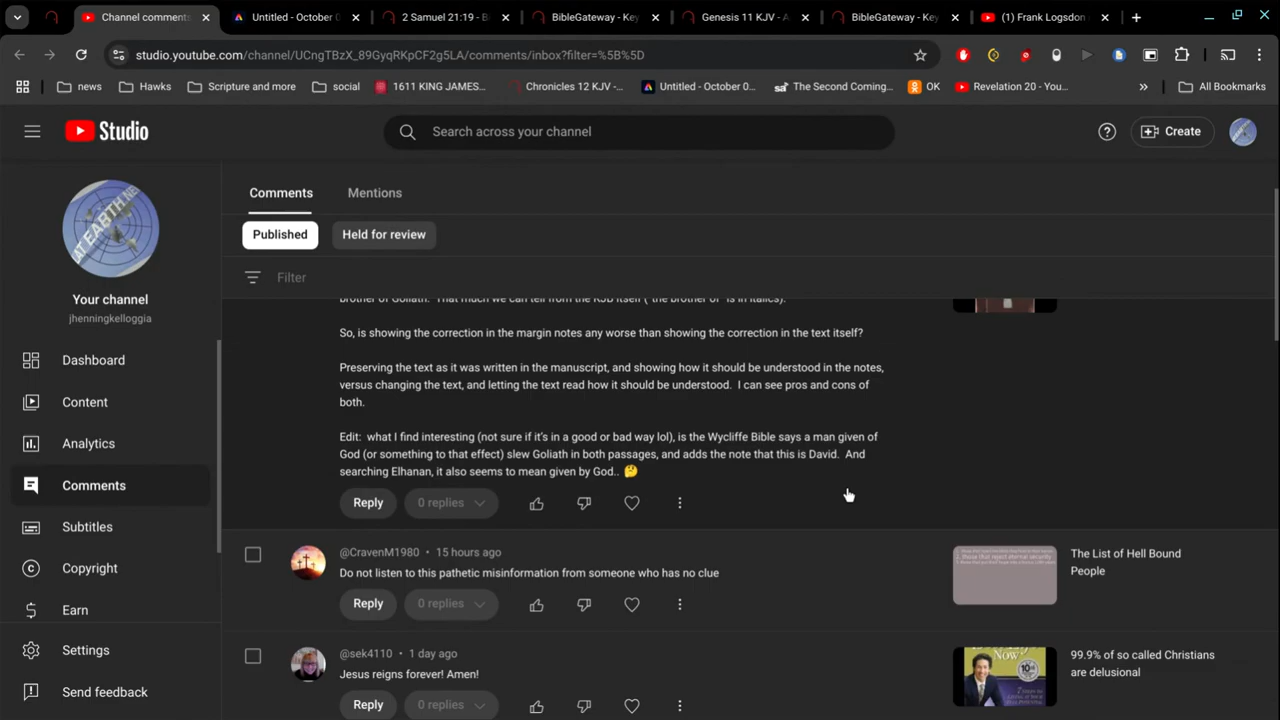 Channel comments
Untitled - October 0
2 Samuel 21:19 - B
BibleGateway - Key
Genesis 11 KJV - A
BibleGateway - Key
(1) Frank Logsdon
studio.youtube.com/channel/UCngTBzX_89GyqRKpCF2g5LA/comments/inbox?filter=%5B%5D
news
Hawks
Scripture and more
social
1611 KING JAMES...
Chronicles 12 KJV -...
Untitled - October 0...
sa The Second Coming...
OK
Revelation 20 - You...
All Bookmarks
Studio
Search across your channel
Create
AT EARTH.NE
Your channel
jhenningkelloggia
Dashboard
Content
Analytics
Comments
Subtitles
Copyright
Earn
Settings
Send feedback
Comments
Mentions
Published
Held for review
Filter
brother of Goliath. That much we can tell from the KJB itself ("the brother of" is in italics).
So, is showing the correction in the margin notes any worse than showing the correction in the text itself?
Preserving the text as it was written in the manuscript, and showing how it should be understood in the notes,
versus changing the text, and letting the text read how it should be understood. I can see pros and cons of
both.
Edit: what I find interesting (not sure if it's in a good or bad way lol), is the Wycliffe Bible says a man given of
God (or something to that effect) slew Goliath in both passages, and adds the note that this is David. And
searching Elhanan, it also seems to mean given by God.. 🤔
Reply
0 replies
@CravenM1980 • 15 hours ago
Do not listen to this pathetic misinformation from someone who has no clue
Reply
0 replies
The List of Hell Bound
People
@sek4110 • 1 day ago
Jesus reigns forever! Amen!
Reply
0 replies
Now
99.9% of so called Christians
are delusional